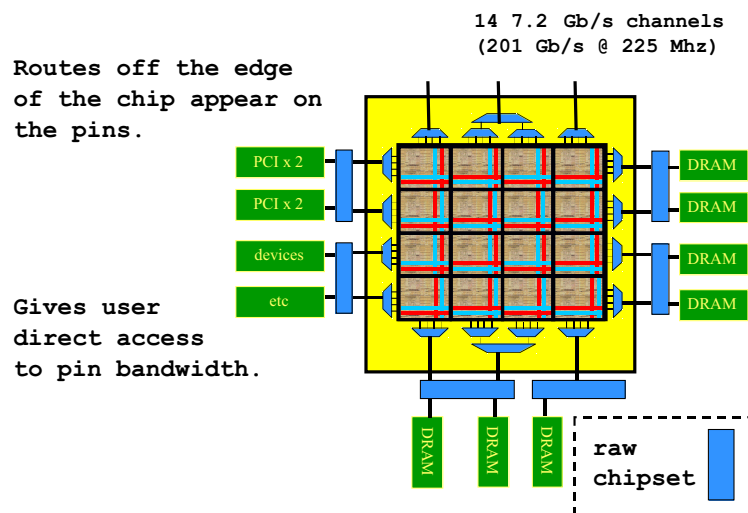 14 7.2 Gb/s channels
(201 Gb/s @ 225 Mhz)
Routes off the edge
of the chip appear on
the pins.
PCI x 2
DRAM
PCI x 2
DRAM
devices
DRAM
etc
DRAM
Gives user
direct access
to pin bandwidth.
DRAM
DRAM
DRAM
raw
chipset